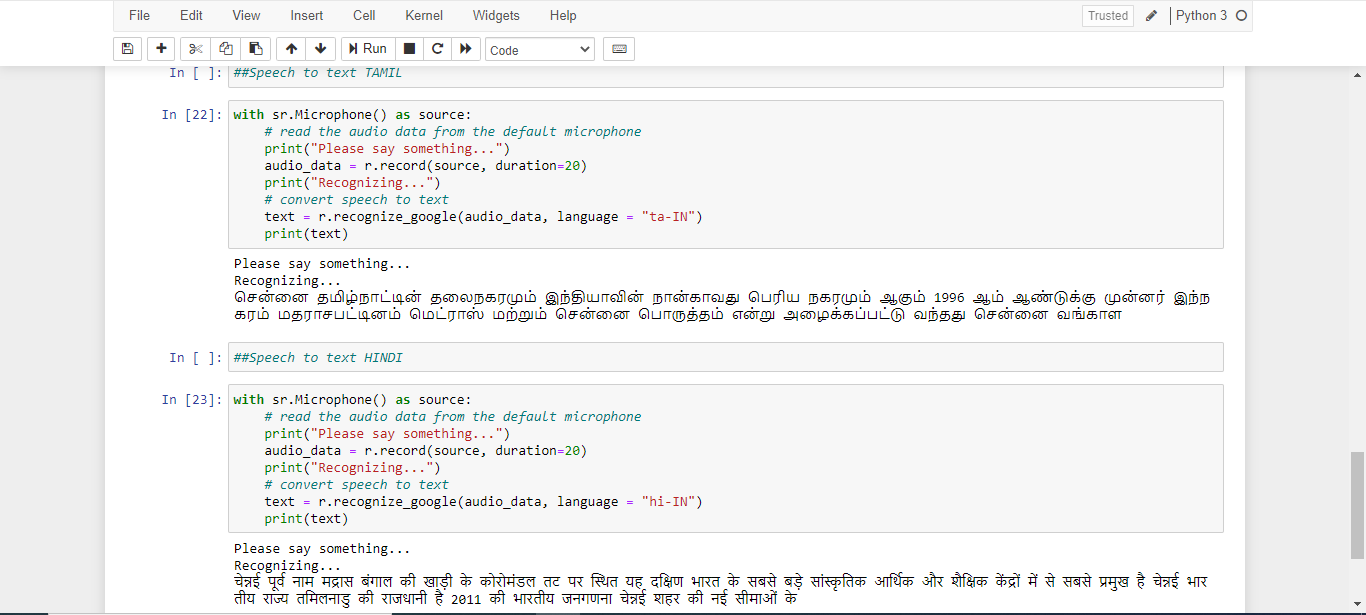 File Edit View Insert Cell Kernel Widgets Help Trusted Python 3
Run Code
In [ ]: ##Speech to text TAMIL
In [22]: with sr.Microphone() as source:
# read the audio data from the default microphone
print("Please say something...")
audio_data = r.record(source, duration=20)
print("Recognizing...")
# convert speech to text
text = r.recognize_google(audio_data, language = "ta-IN")
print(text)
Please say something...
Recognizing...
சென்னை தமிழ்நாட்டின் தலைநகரமும் இந்தியாவின் நான்காவது பெரிய நகரமும் ஆகும் 1996 ஆம் ஆண்டுக்கு முன்னர் இந்ந
கரம் மதராசபட்டினம் மெட்ராஸ் மற்றும் சென்னை பொருத்தம் என்று அழைக்கப்பட்டு வந்தது சென்னை வங்காள
In [ ]: ##Speech to text HINDI
In [23]: with sr.Microphone() as source:
# read the audio data from the default microphone
print("Please say something...")
audio_data = r.record(source, duration=20)
print("Recognizing...")
# convert speech to text
text = r.recognize_google(audio_data, language = "hi-IN")
print(text)
Please say something...
Recognizing...
चेन्नई पूर्व नाम मद्रास बंगाल की खाड़ी के कोरोमंडल तट पर स्थित यह दक्षिण भारत के सबसे बड़े सांस्कृतिक आर्थिक और शैक्षिक केंद्रों में से सबसे प्रमुख है चेन्नई भार
तीय राज्य तमिलनाडु की राजधानी है 2011 की भारतीय जनगणना चेन्नई शहर की नई सीमाओं के